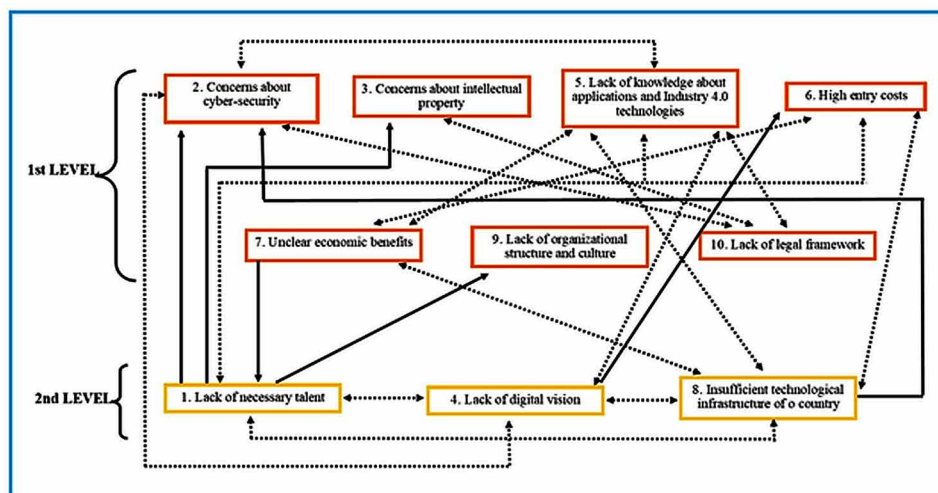 1st LEVEL
2. Concerns about
cyber-security
3. Concerns about intellectual
property
5. Lack of knowledge about
applications and Industry 4.0
technologies
6. High entry costs
7. Unclear economic benefits
9. Lack of organizational
structure and culture
10. Lack of legal framework
2nd LEVEL
1. Lack of necessary talent
4. Lack of digital vision
8. Insufficient technological
infrastructure of o country